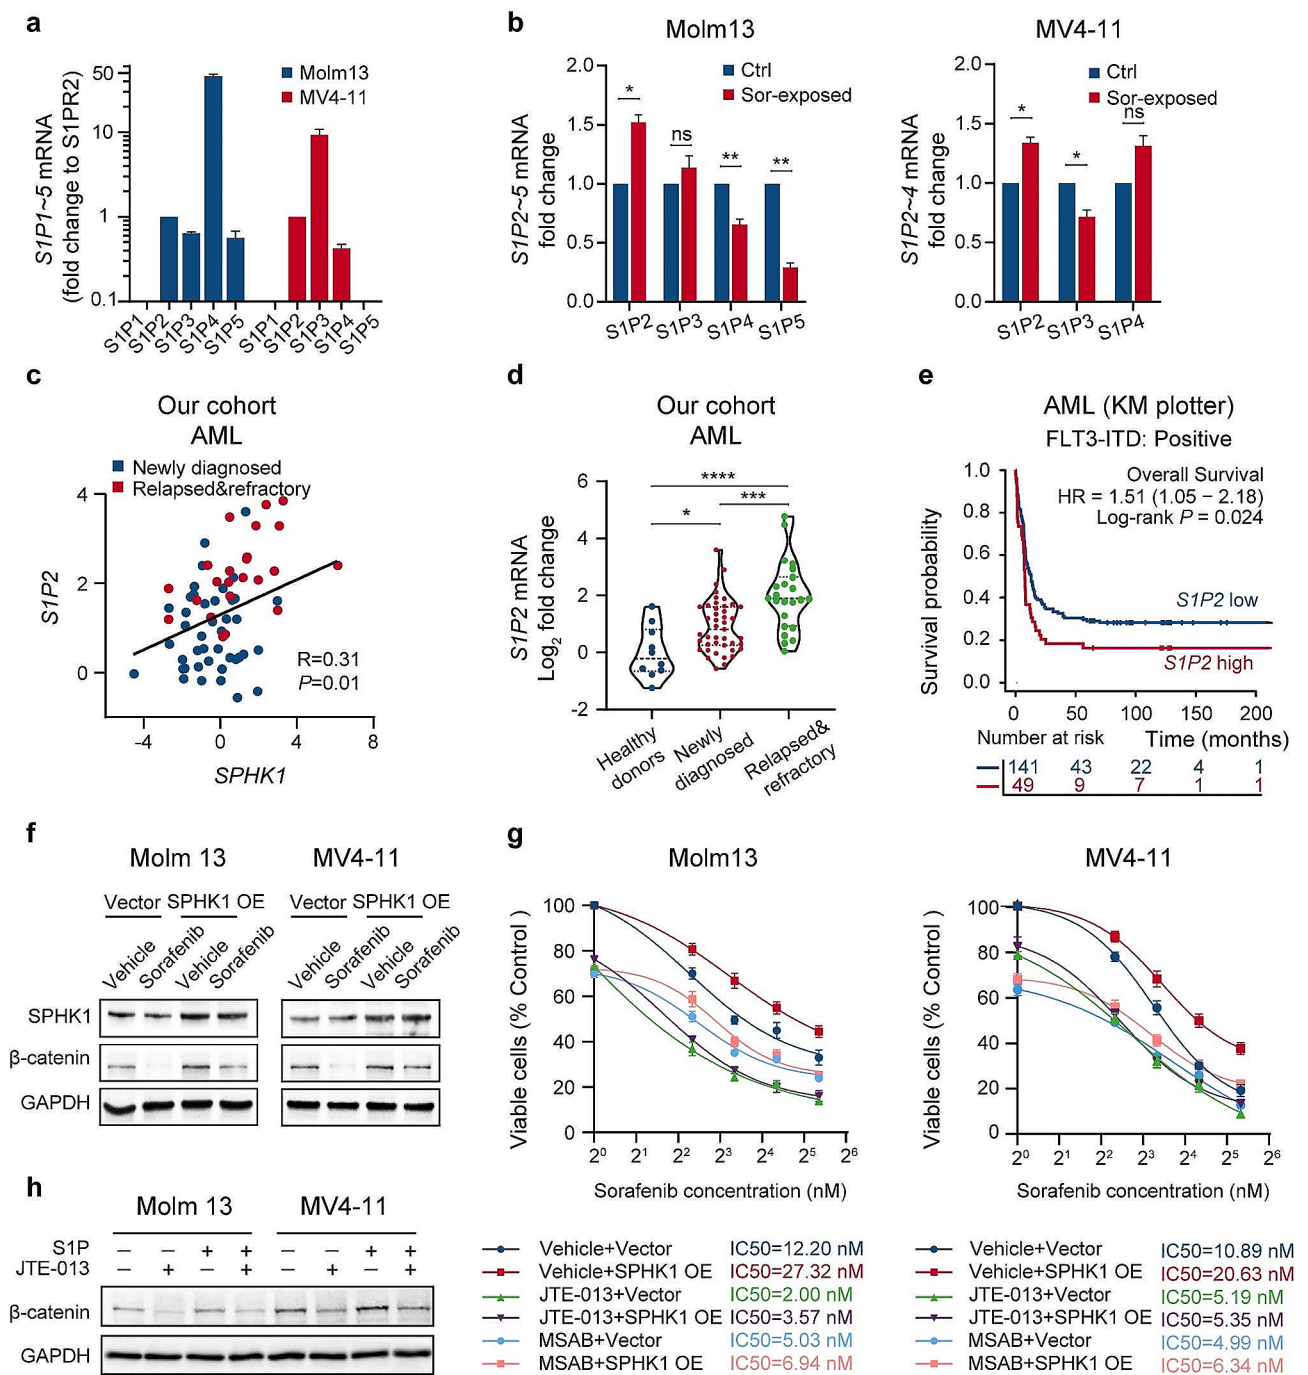 a
S1P1~5 mRNA
(fold change to S1PR2)
50
10
1
0.1
Molm13
MV4-11
S1P1 S1P2 S1P3 S1P4 S1P5 S1P1 S1P2 S1P3 S1P4 S1P5
b
Molm13
S1P2~5 mRNA
fold change
2.0
1.5
1.0
0.5
0.0
Ctrl
Sor-exposed
* ns ** **
S1P2 S1P3 S1P4 S1P5
MV4-11
S1P2~4 mRNA
fold change
2.0
1.5
1.0
0.5
0.0
Ctrl
Sor-exposed
* * ns
S1P2 S1P3 S1P4
c
Our cohort
AML
Newly diagnosed
Relapsed&refractory
S1P2
4
2
0
R=0.31
P=0.01
-4 0 4 8
SPHK1
d
Our cohort
AML
S1P2 mRNA
Log2 fold change
6
4
2
0
-2
****
***
*
Healthy
donors
Newly
diagnosed
Relapsed&
refractory
e
AML (KM plotter)
FLT3-ITD: Positive
Survival probability
1.0
0.8
0.6
0.4
0.2
0.0
Overall Survival
HR = 1.51 (1.05 − 2.18)
Log-rank P = 0.024
S1P2 low
S1P2 high
0 50 100 150 200
Number at risk Time (months)
141 43 22 4 1
49 9 7 1 1
f
Molm 13 MV4-11
Vector SPHK1 OE Vector SPHK1 OE
Vehicle Sorafenib Vehicle Sorafenib Vehicle Sorafenib Vehicle Sorafenib
SPHK1
β-catenin
GAPDH
g
Molm13
Viable cells (% Control )
100
80
60
40
20
0
2⁰ 2¹ 2² 2³ 2⁴ 2⁵ 2⁶
Sorafenib concentration (nM)
Vehicle+Vector IC50=12.20 nM
Vehicle+SPHK1 OE IC50=27.32 nM
JTE-013+Vector IC50=2.00 nM
JTE-013+SPHK1 OE IC50=3.57 nM
MSAB+Vector IC50=5.03 nM
MSAB+SPHK1 OE IC50=6.94 nM
MV4-11
Viable cells (% Control )
100
80
60
40
20
0
2⁰ 2¹ 2² 2³ 2⁴ 2⁵ 2⁶
Sorafenib concentration (nM)
Vehicle+Vector IC50=10.89 nM
Vehicle+SPHK1 OE IC50=20.63 nM
JTE-013+Vector IC50=5.19 nM
JTE-013+SPHK1 OE IC50=5.35 nM
MSAB+Vector IC50=4.99 nM
MSAB+SPHK1 OE IC50=6.34 nM
h
Molm 13 MV4-11
S1P − − + + − − + +
JTE-013 − + − + − + − +
β-catenin
GAPDH